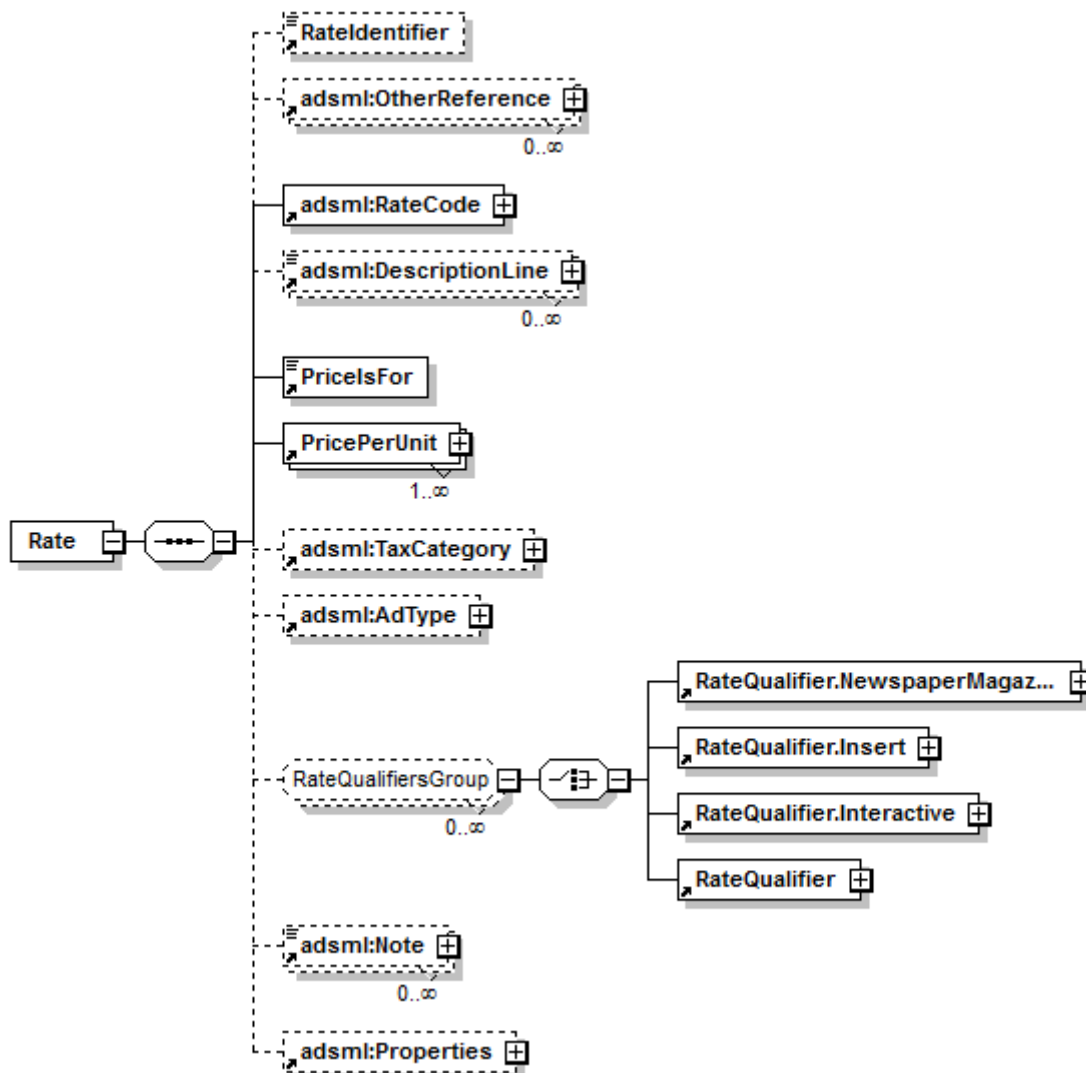 RateIdentifier
adsml:OtherReference
0..∞
adsml:RateCode
adsml:DescriptionLine
0..∞
PriceIsFor
PricePerUnit
1..∞
Rate
adsml:TaxCategory
adsml:AdType
RateQualifier.NewspaperMagaz...
RateQualifier.Insert
RateQualifiersGroup
0..∞
RateQualifier.Interactive
RateQualifier
adsml:Note
0..∞
adsml:Properties